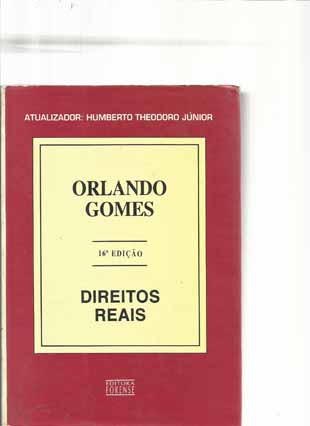 ATUALIZADOR: HUMBERTO THEODORO JÚNIOR
ORLANDO
GOMES
16ª EDIÇÃO
DIREITOS
REAIS
EDITORA
FORENSE